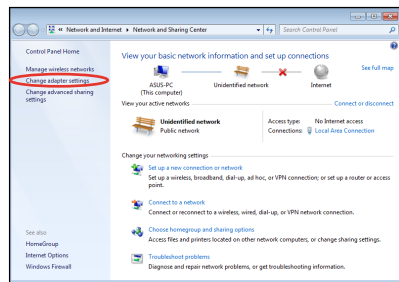 Network and Internet
Network and Sharing Center
Search Control Panel
Control Panel Home
Manage wireless networks
Change adapter settings
Change advanced sharing
settings
View your basic network information and set up connections
See full map
ASUS-PC
(This computer)
Unidentified network
Internet
View your active networks
Connect or disconnect
Unidentified network
Public network
Access type: No Internet access
Connections: Local Area Connection
Change your networking settings
Set up a new connection or network
Set up a wireless, broadband, dial-up, ad hoc, or VPN connection; or set up a router or access
point.
Connect to a network
Connect or reconnect to a wireless, wired, dial-up, or VPN network connection.
Choose homegroup and sharing options
Access files and printers located on other network computers, or change sharing settings.
Troubleshoot problems
Diagnose and repair network problems, or get troubleshooting information.
See also
HomeGroup
Internet Options
Windows Firewall